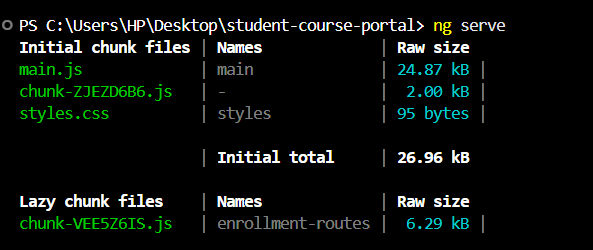 PS C:\Users\HP\Desktop\student-course-portal> ng serve
Initial chunk files | Names | Raw size
main.js | main | 24.87 kB |
chunk-ZJEZD6B6.js | - | 2.00 kB |
styles.css | styles | 95 bytes |
| Initial total | 26.96 kB
Lazy chunk files | Names | Raw size
chunk-VEE5Z6IS.js | enrollment-routes | 6.29 kB |